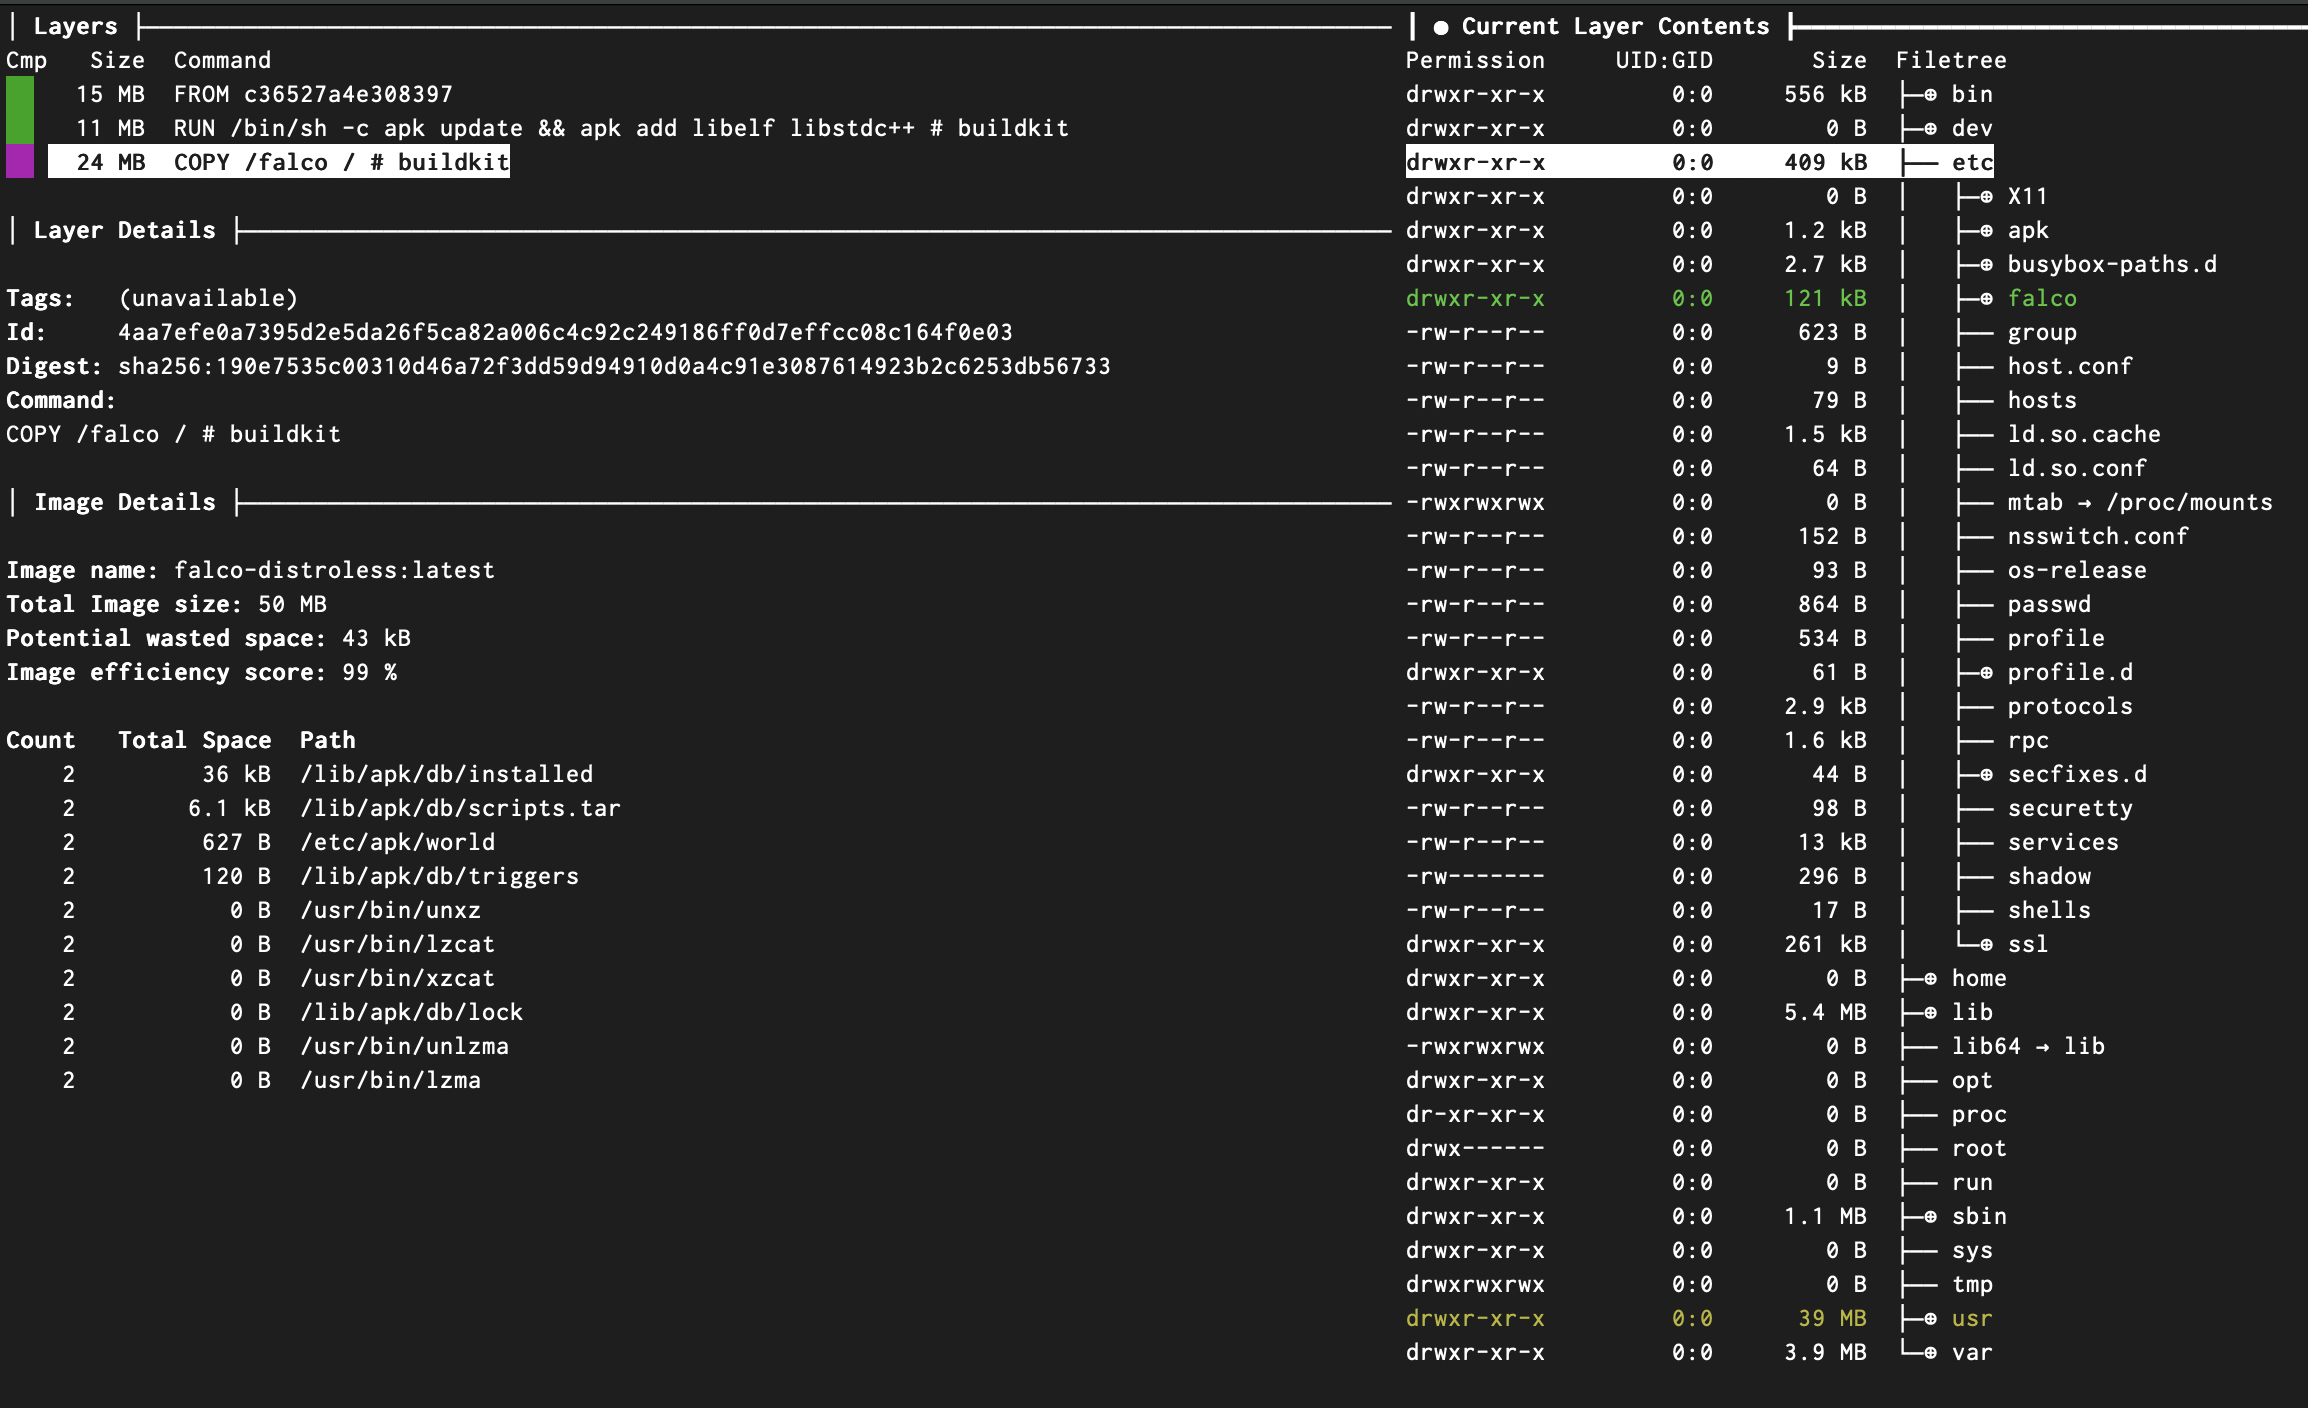 Layers
Cmp   Size  Command
15 MB  FROM c36527a4e308397
11 MB  RUN /bin/sh -c apk update && apk add libelf libstdc++ # buildkit
24 MB  COPY /falco / # buildkit
Layer Details
Tags:   (unavailable)
Id:     4aa7efe0a7395d2e5da26f5ca82a006c4c92c249186ff0d7effcc08c164f0e03
Digest: sha256:190e7535c00310d46a72f3dd59d94910d0a4c91e3087614923b2c6253db56733
Command:
COPY /falco / # buildkit
Image Details
Image name: falco-distroless:latest
Total Image size: 50 MB
Potential wasted space: 43 kB
Image efficiency score: 99 %
Count   Total Space  Path
2         36 kB  /lib/apk/db/installed
2        6.1 kB  /lib/apk/db/scripts.tar
2         627 B  /etc/apk/world
2         120 B  /lib/apk/db/triggers
2           0 B  /usr/bin/unxz
2           0 B  /usr/bin/lzcat
2           0 B  /usr/bin/xzcat
2           0 B  /lib/apk/db/lock
2           0 B  /usr/bin/unlzma
2           0 B  /usr/bin/lzma
● Current Layer Contents
Permission     UID:GID       Size  Filetree
drwxr-xr-x         0:0     556 kB  ├─⊕ bin
drwxr-xr-x         0:0        0 B  ├─⊕ dev
drwxr-xr-x         0:0     409 kB  ├── etc
drwxr-xr-x         0:0        0 B  │   ├─⊕ X11
drwxr-xr-x         0:0     1.2 kB  │   ├─⊕ apk
drwxr-xr-x         0:0     2.7 kB  │   ├─⊕ busybox-paths.d
drwxr-xr-x         0:0     121 kB  │   ├─⊕ falco
-rw-r--r--         0:0      623 B  │   ├── group
-rw-r--r--         0:0        9 B  │   ├── host.conf
-rw-r--r--         0:0       79 B  │   ├── hosts
-rw-r--r--         0:0     1.5 kB  │   ├── ld.so.cache
-rw-r--r--         0:0       64 B  │   ├── ld.so.conf
-rwxrwxrwx         0:0        0 B  │   ├── mtab → /proc/mounts
-rw-r--r--         0:0      152 B  │   ├── nsswitch.conf
-rw-r--r--         0:0       93 B  │   ├── os-release
-rw-r--r--         0:0      864 B  │   ├── passwd
-rw-r--r--         0:0      534 B  │   ├── profile
drwxr-xr-x         0:0       61 B  │   ├─⊕ profile.d
-rw-r--r--         0:0     2.9 kB  │   ├── protocols
-rw-r--r--         0:0     1.6 kB  │   ├── rpc
drwxr-xr-x         0:0       44 B  │   ├─⊕ secfixes.d
-rw-r--r--         0:0       98 B  │   ├── securetty
-rw-r--r--         0:0      13 kB  │   ├── services
-rw-------         0:0      296 B  │   ├── shadow
-rw-r--r--         0:0       17 B  │   ├── shells
drwxr-xr-x         0:0     261 kB  │   └─⊕ ssl
drwxr-xr-x         0:0        0 B  ├─⊕ home
drwxr-xr-x         0:0     5.4 MB  ├─⊕ lib
-rwxrwxrwx         0:0        0 B  ├── lib64 → lib
drwxr-xr-x         0:0        0 B  ├── opt
dr-xr-xr-x         0:0        0 B  ├── proc
drwx------         0:0        0 B  ├── root
drwxr-xr-x         0:0        0 B  ├── run
drwxr-xr-x         0:0     1.1 MB  ├─⊕ sbin
drwxr-xr-x         0:0        0 B  ├── sys
drwxrwxrwx         0:0        0 B  ├── tmp
drwxr-xr-x         0:0      39 MB  ├─⊕ usr
drwxr-xr-x         0:0     3.9 MB  └─⊕ var